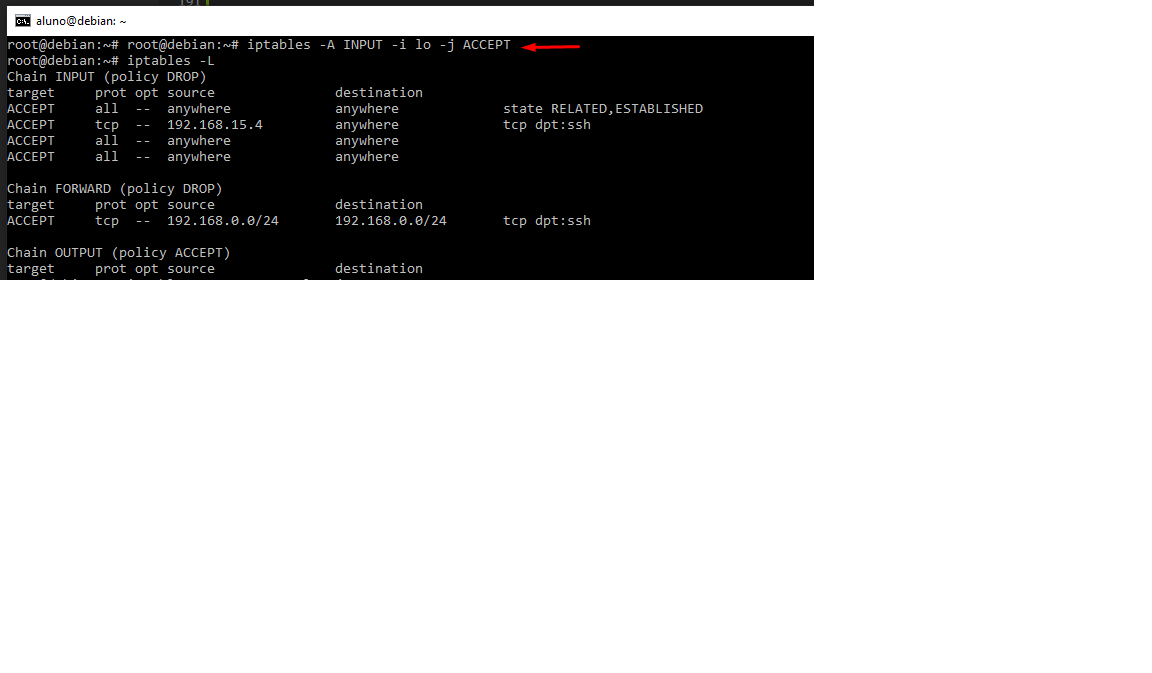 aluno@debian: ~
root@debian:~# root@debian:~# iptables -A INPUT -i lo -j ACCEPT
root@debian:~# iptables -L
Chain INPUT (policy DROP)
target     prot opt source               destination
ACCEPT     all  --  anywhere             anywhere             state RELATED,ESTABLISHED
ACCEPT     tcp  --  192.168.15.4         anywhere             tcp dpt:ssh
ACCEPT     all  --  anywhere             anywhere
ACCEPT     all  --  anywhere             anywhere
Chain FORWARD (policy DROP)
target     prot opt source               destination
ACCEPT     tcp  --  192.168.0.0/24       192.168.0.0/24       tcp dpt:ssh
Chain OUTPUT (policy ACCEPT)
target     prot opt source               destination